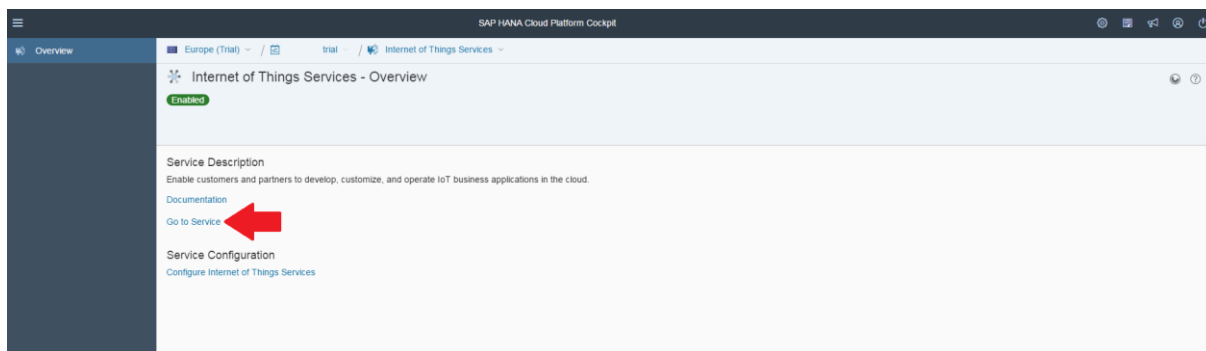 SAP HANA Cloud Platform Cockpit
Overview
Europe (Trial) / trial / Internet of Things Services
Internet of Things Services - Overview
Enabled
Service Description
Enable customers and partners to develop, customize, and operate IoT business applications in the cloud.
Documentation
Go to Service
Service Configuration
Configure Internet of Things Services